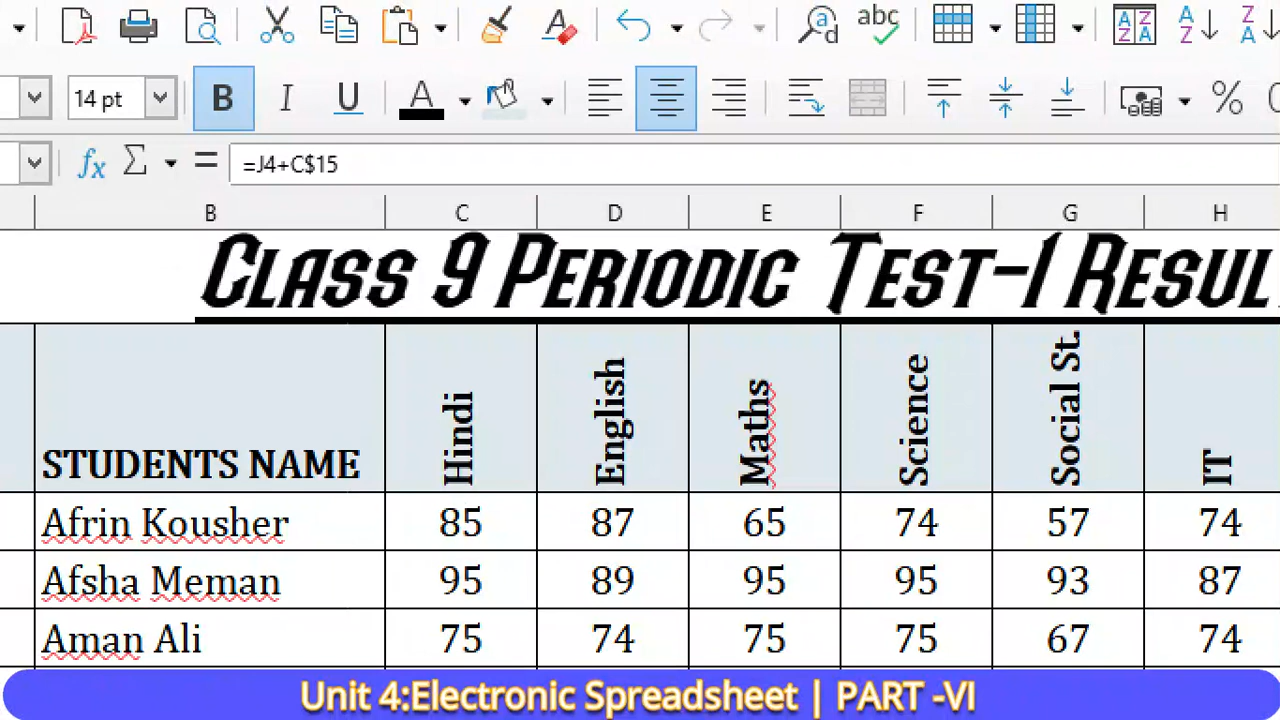 abc
14 pt
B I U A
fx Σ = =J4+C$15
B C D E F G H
Class 9 Periodic Test-1 Resul
STUDENTS NAME Hindi English Maths Science Social St. IT
Afrin Kousher 85 87 65 74 57 74
Afsha Meman 95 89 95 95 93 87
Aman Ali 75 74 75 75 67 74
Unit 4:Electronic Spreadsheet | PART -VI